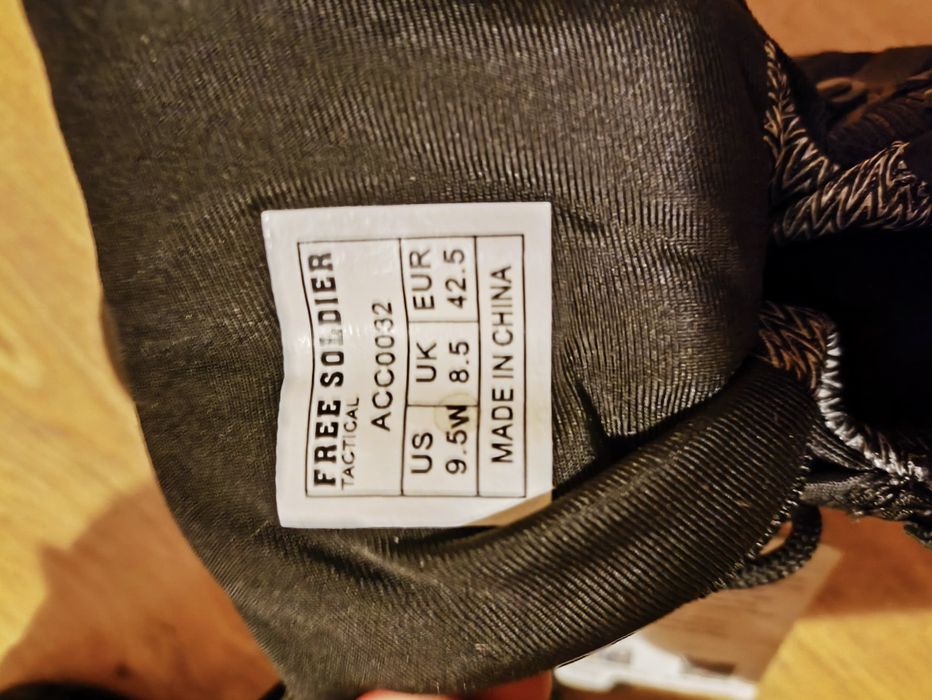 FREE SOLDIER
TACTICAL
ACC0032
US UK EUR
9.5W 8.5 42.5
MADE IN CHINA